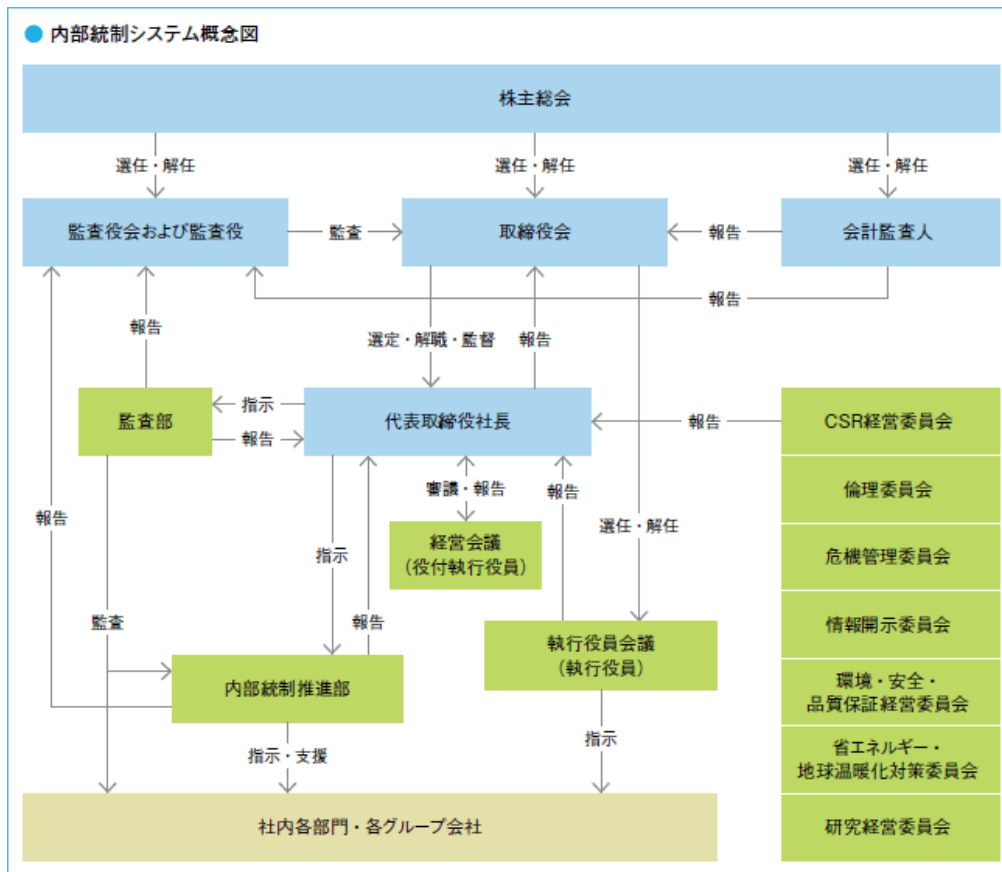 内部統制システム概念図
株主総会
選任・解任
選任・解任
選任・解任
監査役会および監査役
監査
取締役会
報告
会計監査人
報告
報告
選定・解職・監督
報告
監査部
指示
報告
代表取締役社長
報告
CSR経営委員会
審議・報告
報告
倫理委員会
報告
選任・解任
経営会議
(役付執行役員)
指示
危機管理委員会
監査
報告
執行役員会議
(執行役員)
情報開示委員会
内部統制推進部
環境・安全・
品質保証経営委員会
指示・支援
指示
省エネルギー・
地球温暖化対策委員会
社内各部門・各グループ会社
研究経営委員会